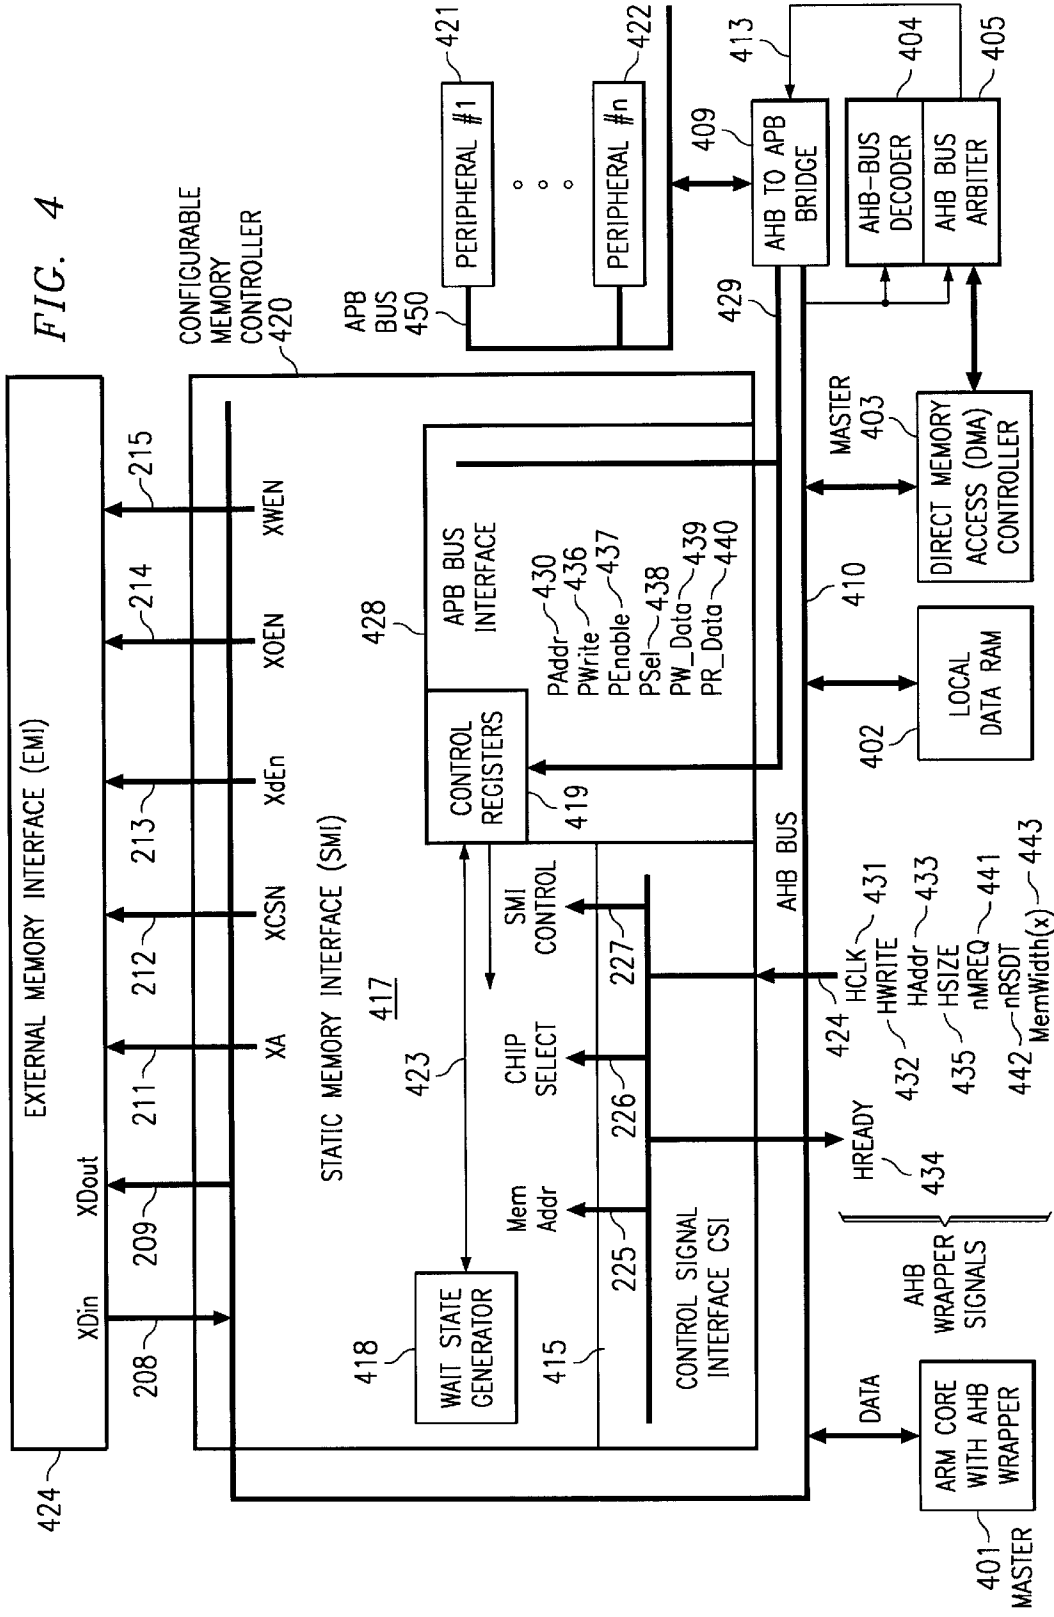 FIG. 4
424
EXTERNAL MEMORY INTERFACE (EMI)
XDin
XDout
208
209
211
212
213
214
215
XA
XCSN
XdEn
XOEN
XWEN
CONFIGURABLE
MEMORY
CONTROLLER
420
STATIC MEMORY INTERFACE (SMI)
417
418
WAIT STATE
GENERATOR
423
CONTROL
REGISTERS
419
428
APB BUS
INTERFACE
PAddr 430
PWrite 436
PEnable 437
PSel 438
PW_Data 439
PR_Data 440
415
Mem
Addr
225
CHIP
SELECT
226
SMI
CONTROL
227
CONTROL SIGNAL
INTERFACE CSI
APB
BUS
450
PERIPHERAL #1
421
PERIPHERAL #n
422
429
409
AHB TO APB
BRIDGE
413
AHB-BUS
DECODER
404
AHB BUS
ARBITER
405
AHB BUS
410
DATA
ARM CORE
WITH AHB
WRAPPER
401
MASTER
AHB
WRAPPER
SIGNALS
HREADY
434
424
HCLK 431
432 HWRITE
HAddr 433
435 HSIZE
nMREQ 441
442 nRSDT
MemWidth(x) 443
402
LOCAL
DATA RAM
MASTER
403
DIRECT MEMORY
ACCESS (DMA)
CONTROLLER